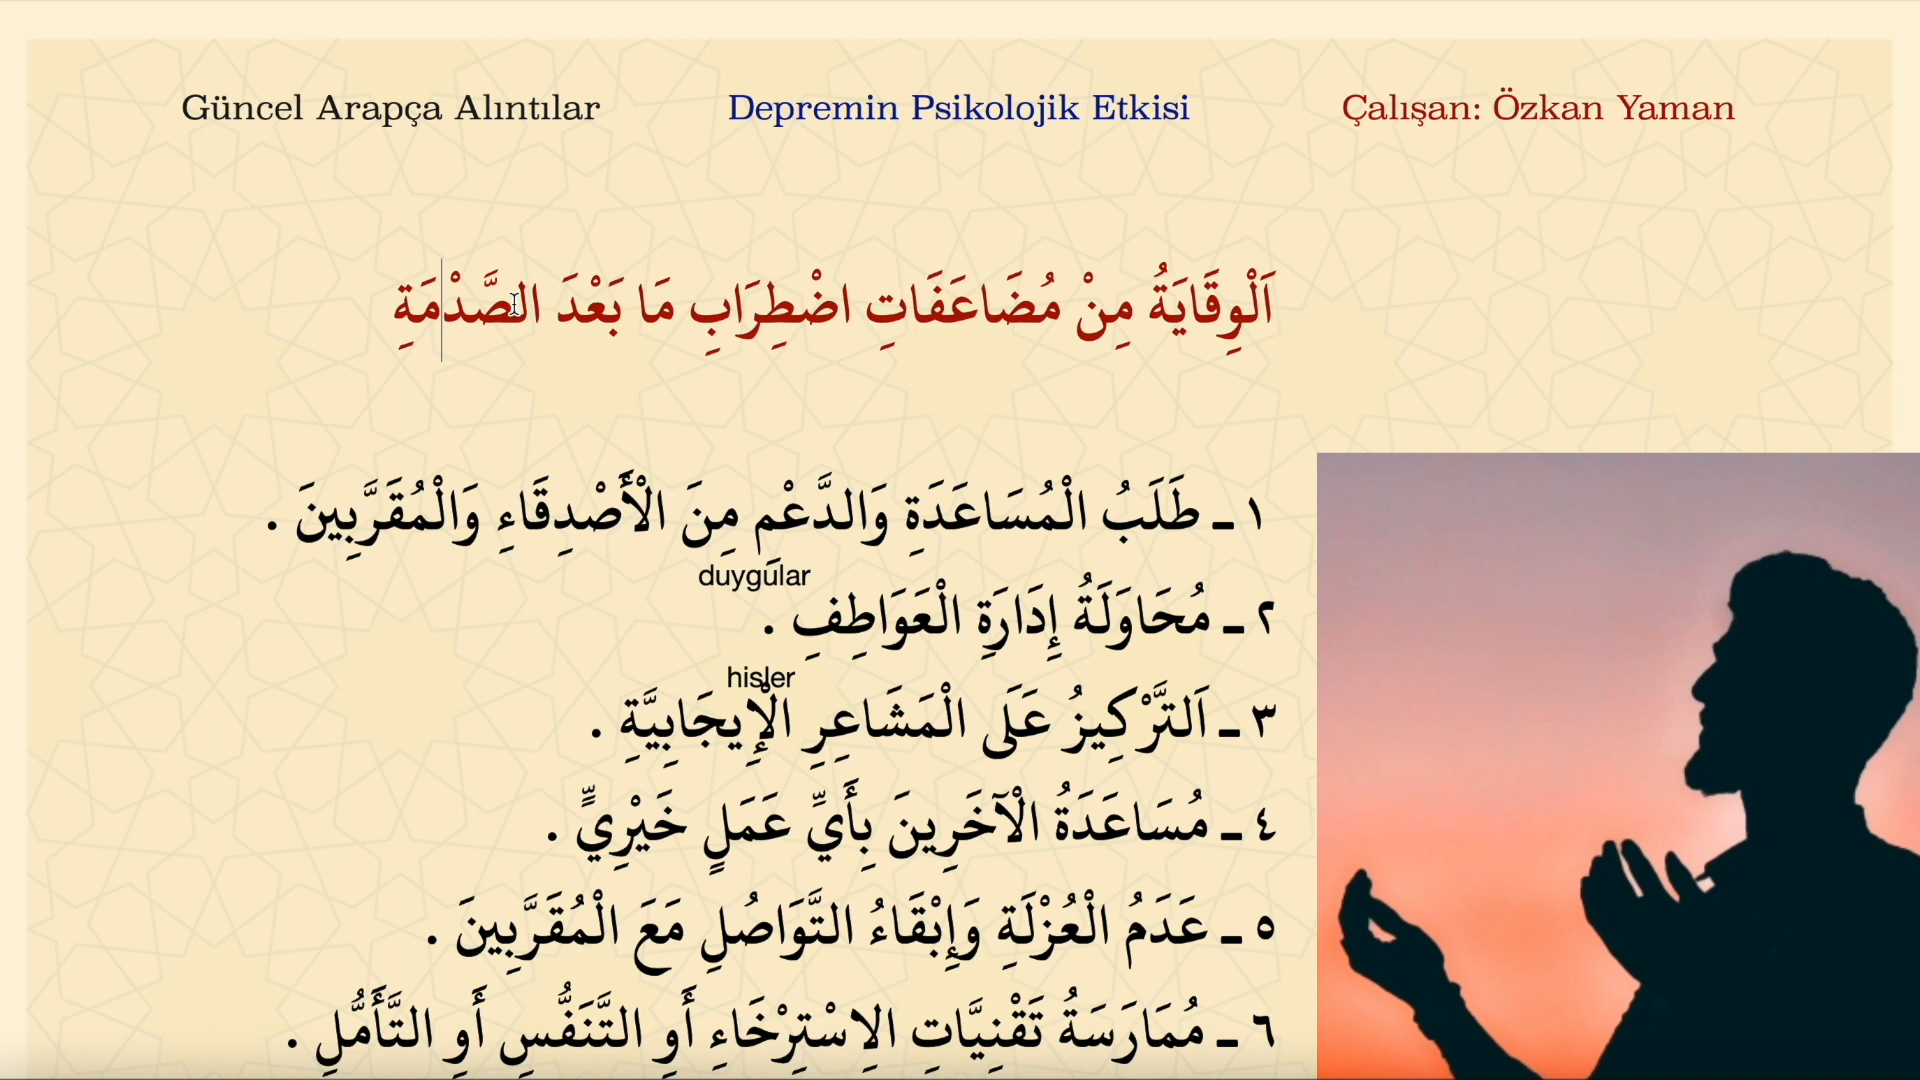 Güncel Arapça Alıntılar
Depremin Psikolojik Etkisi
Çalışan: Özkan Yaman
اَلْوِقَايَةُ مِنْ مُضَاعَفَاتِ اضْطِرَابِ مَا بَعْدَ الصَّدْمَةِ
١ ـ طَلَبُ الْمُسَاعَدَةِ وَالدَّعْمِ مِنَ الْأَصْدِقَاءِ وَالْمُقَرَّبِينَ .
duygular
٢ ـ مُحَاوَلَةُ إِدَارَةِ الْعَوَاطِفِ .
hisler
٣ ـ اَلتَّرْكِيزُ عَلَى الْمَشَاعِرِ الْإِيجَابِيَّةِ .
٤ ـ مُسَاعَدَةُ الْآخَرِينَ بِأَيِّ عَمَلٍ خَيْرِيٍّ .
٥ ـ عَدَمُ الْعُزْلَةِ وَإِبْقَاءُ التَّوَاصُلِ مَعَ الْمُقَرَّبِينَ .
٦ ـ مُمَارَسَةُ تَقْنِيَّاتِ الِاسْتِرْخَاءِ أَوِ التَّنَفُّسِ أَوِ التَّأَمُّلِ .